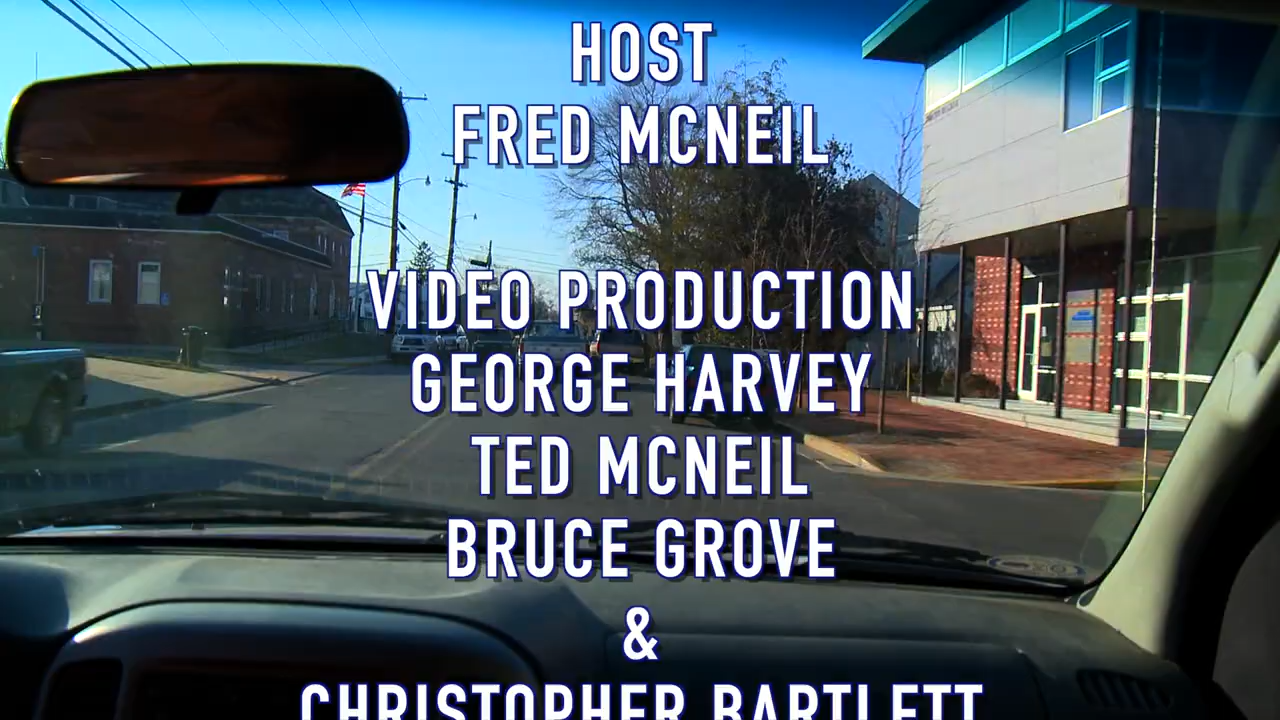 HOST
FRED MCNEIL
VIDEO PRODUCTION
GEORGE HARVEY
TED MCNEIL
BRUCE GROVE
&
CHRISTOPHER BARTLETT